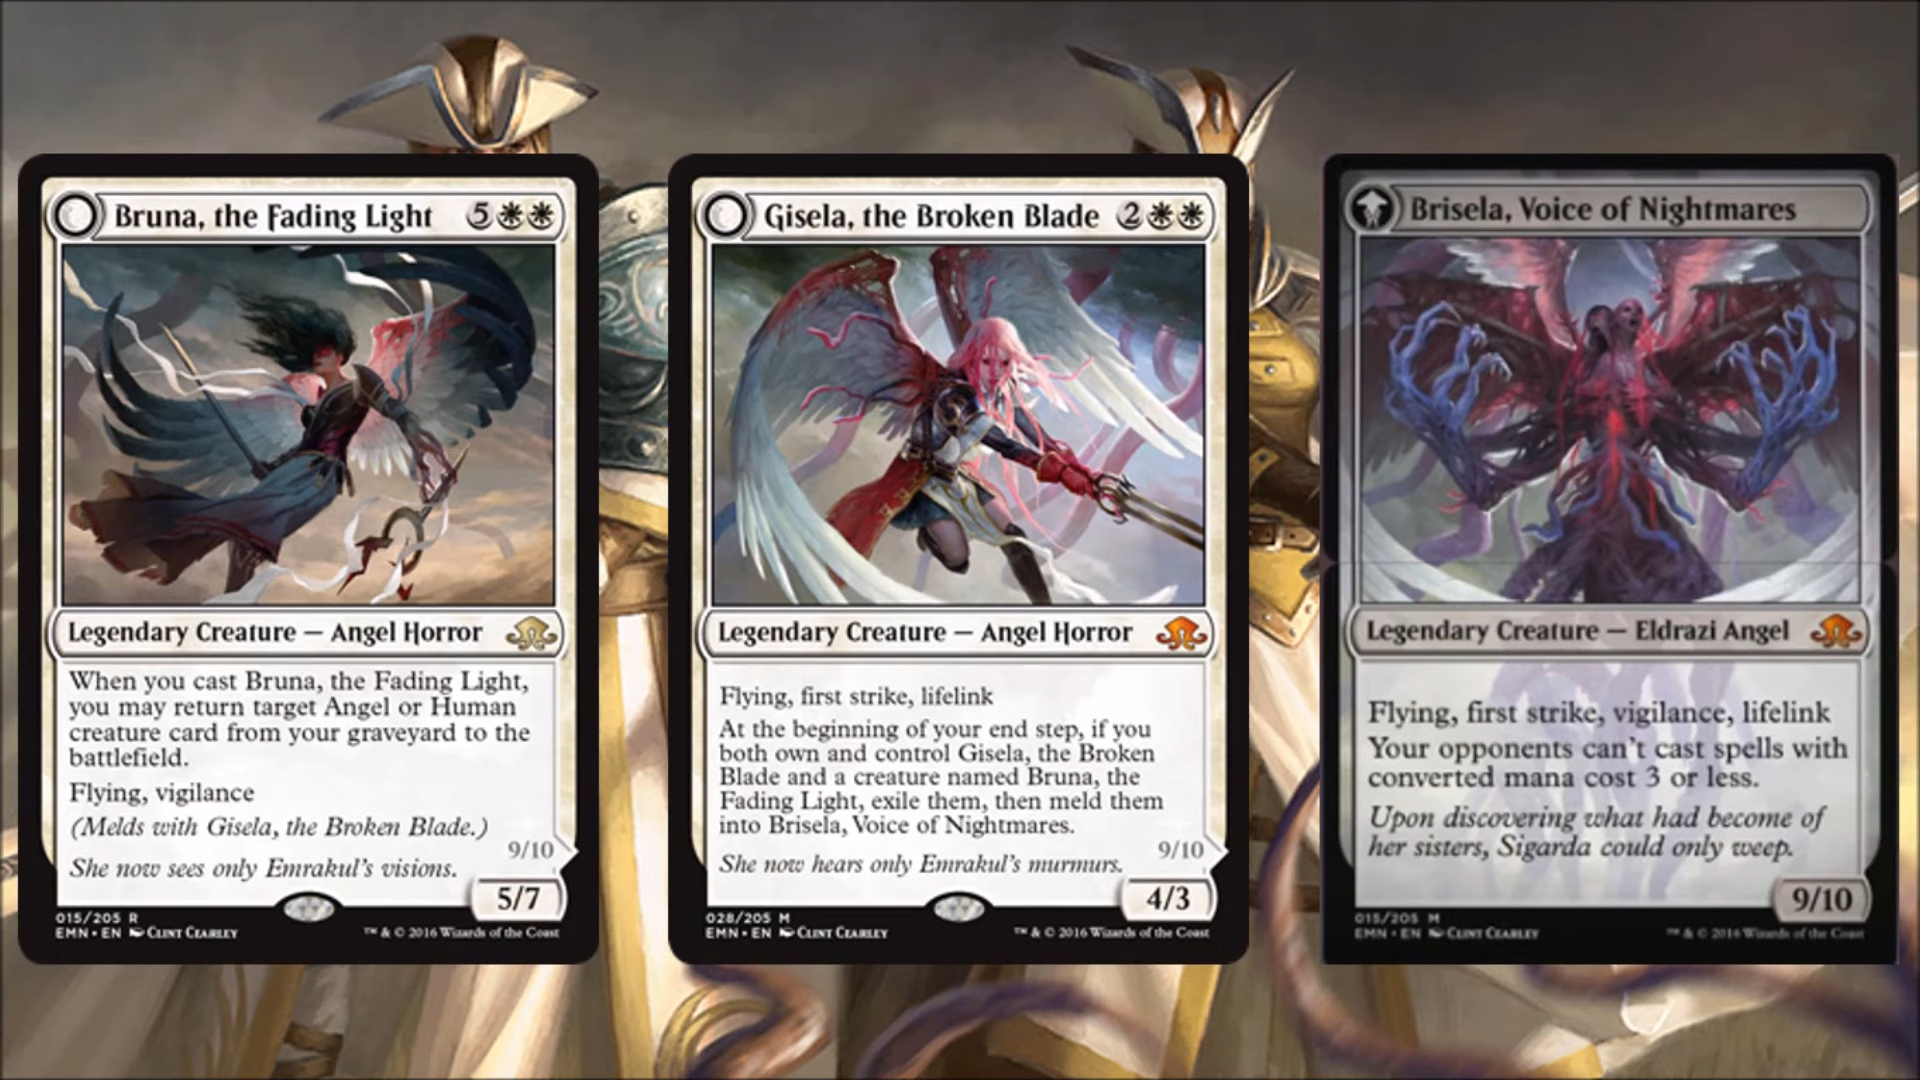 Bruna, the Fading Light 5
Legendary Creature — Angel Horror
When you cast Bruna, the Fading Light,
you may return target Angel or Human
creature card from your graveyard to the
battlefield.
Flying, vigilance
(Melds with Gisela, the Broken Blade.)
9/10
She now sees only Emrakul's visions.
5/7
015/205 R
EMN • EN Clint Cearley
™ & © 2016 Wizards of the Coast
Gisela, the Broken Blade 2
Legendary Creature — Angel Horror
Flying, first strike, lifelink
At the beginning of your end step, if you
both own and control Gisela, the Broken
Blade and a creature named Bruna, the
Fading Light, exile them, then meld them
into Brisela, Voice of Nightmares.
9/10
She now hears only Emrakul's murmurs.
4/3
028/205 M
EMN • EN Clint Cearley
™ & © 2016 Wizards of the Coast
Brisela, Voice of Nightmares
Legendary Creature — Eldrazi Angel
Flying, first strike, vigilance, lifelink
Your opponents can't cast spells with
converted mana cost 3 or less.
Upon discovering what had become of
her sisters, Sigarda could only weep.
9/10
015/205 M
EMN • EN Clint Cearley
™ & © 2016 Wizards of the Coast